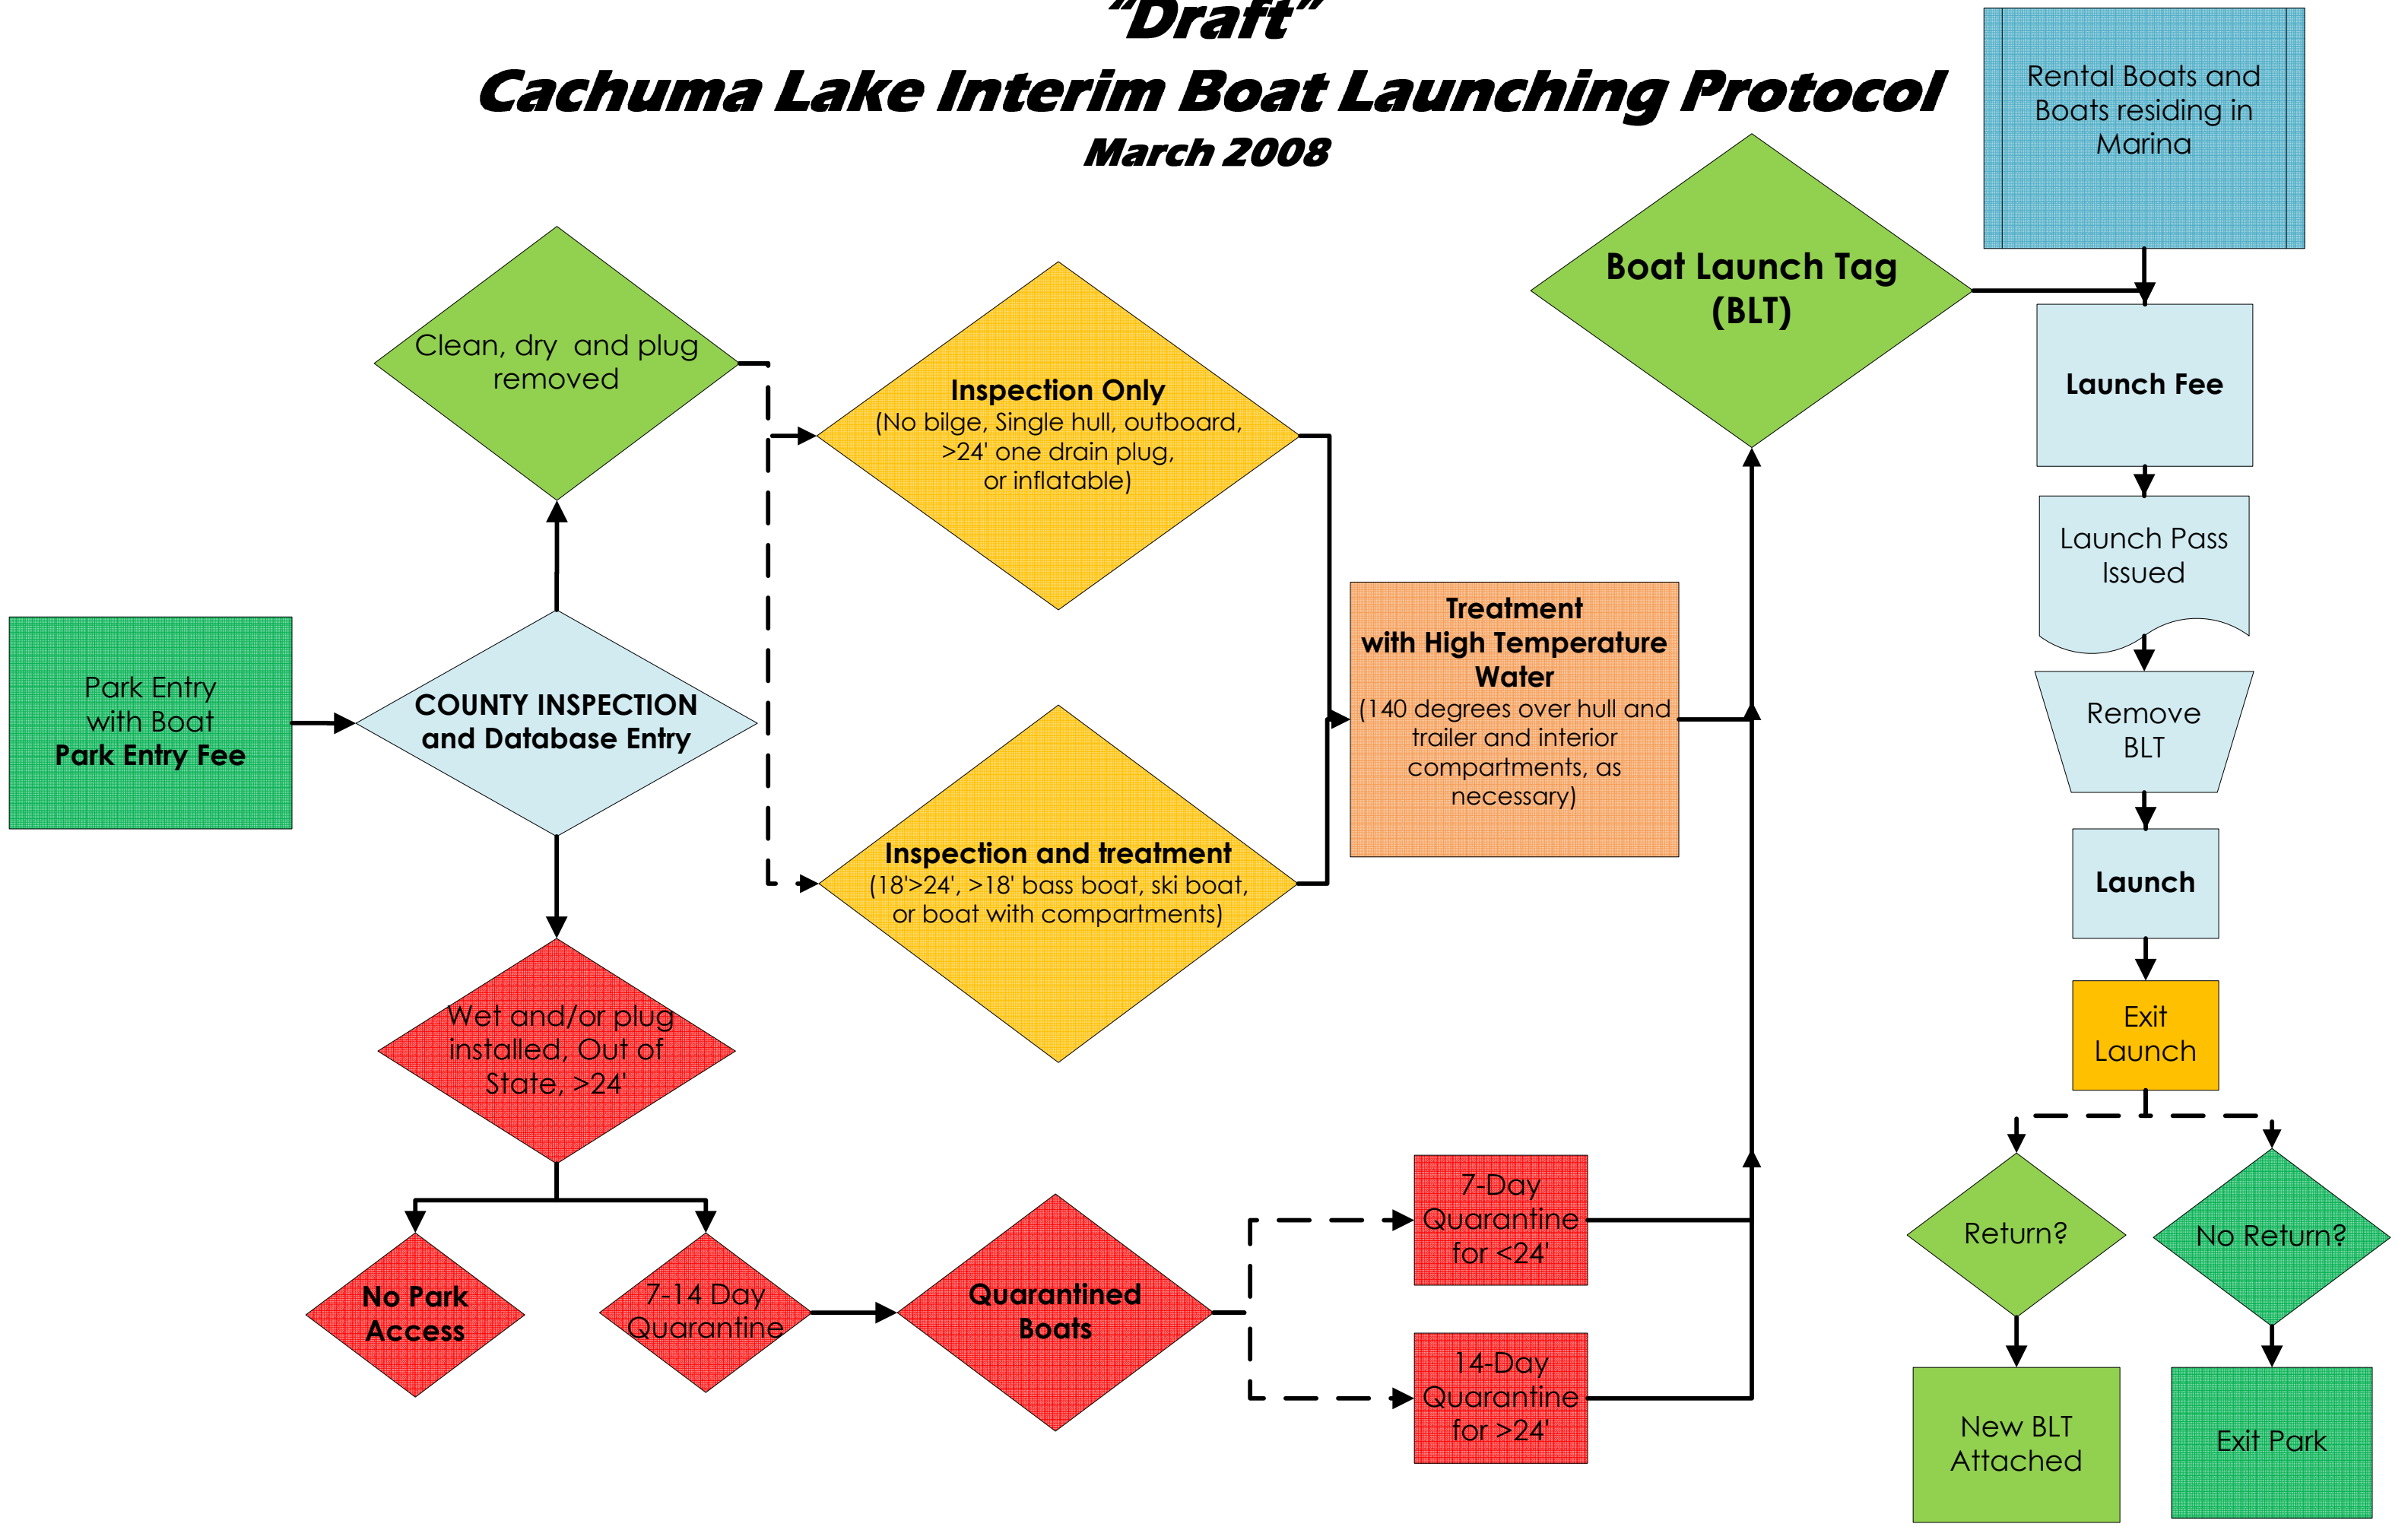 "Draft"
Cachuma Lake Interim Boat Launching Protocol
March 2008
Rental Boats and
Boats residing in
Marina
Boat Launch Tag
(BLT)
Launch Fee
Launch Pass
Issued
Remove
BLT
Launch
Exit
Launch
Return?
No Return?
New BLT
Attached
Exit Park
Clean, dry  and plug
removed
Inspection Only
(No bilge, Single hull, outboard,
>24' one drain plug,
or inflatable)
Treatment
with High Temperature
Water
(140 degrees over hull and
trailer and interior
compartments, as
necessary)
Park Entry
with Boat
Park Entry Fee
COUNTY INSPECTION
and Database Entry
Inspection and treatment
(18'>24', >18' bass boat, ski boat,
or boat with compartments)
Wet and/or plug
installed, Out of
State, >24'
No Park
Access
7-14 Day
Quarantine
Quarantined
Boats
7-Day
Quarantine
for <24'
14-Day
Quarantine
for >24'